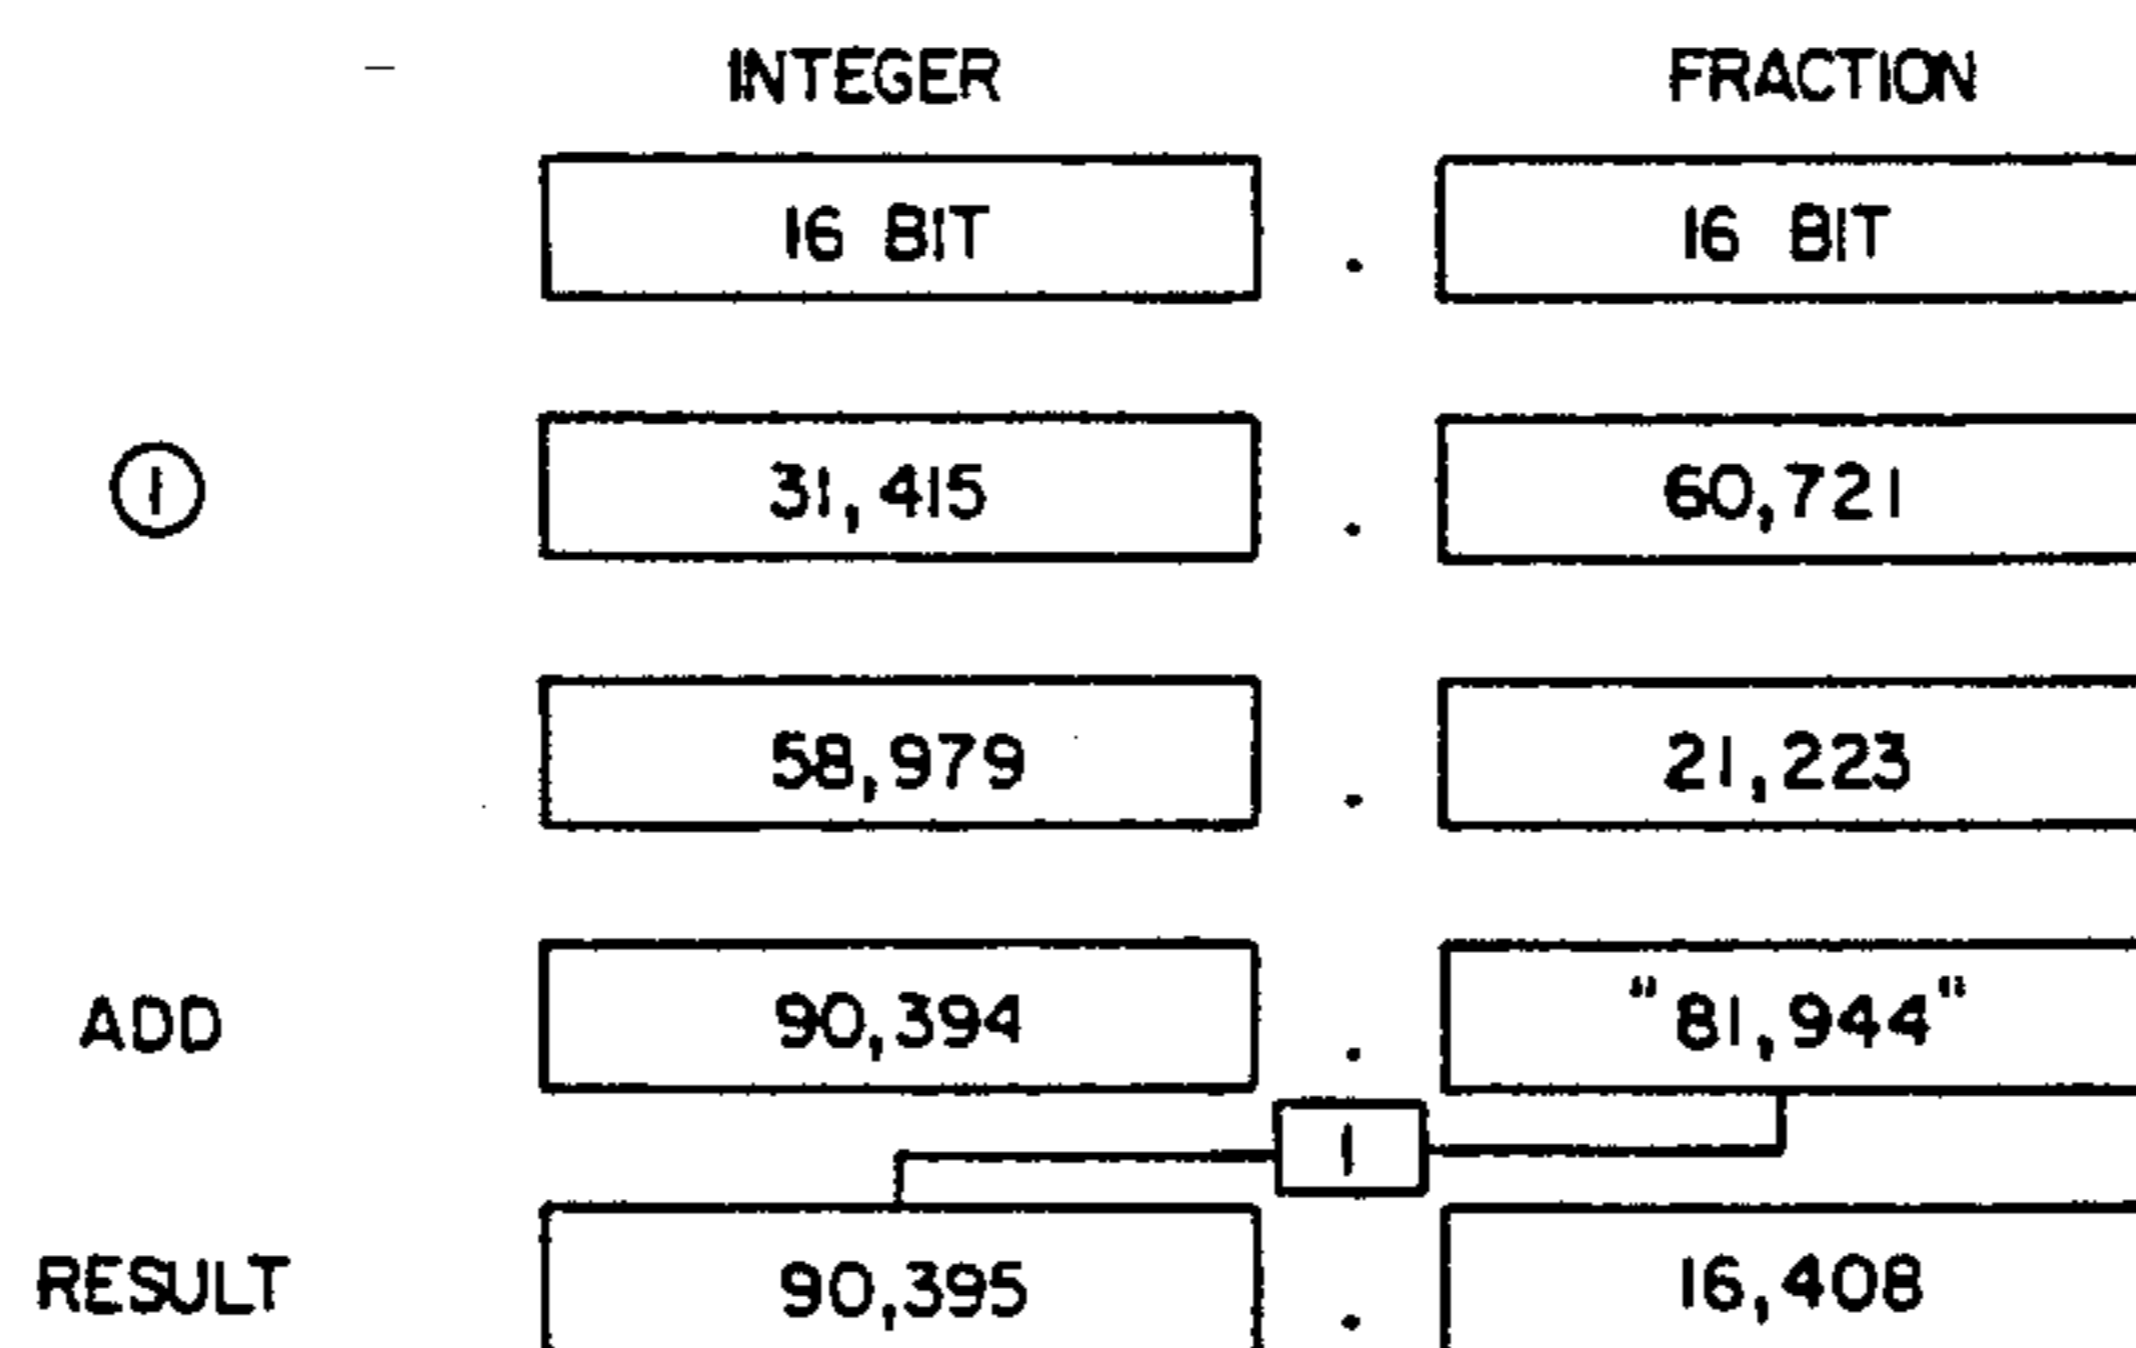 INTEGER FRACTION
16 BIT . 16 BIT
1 31,415 . 60,721
58,979 . 21,223
ADD 90,394 . "81,944"
1
RESULT 90,395 . 16,408